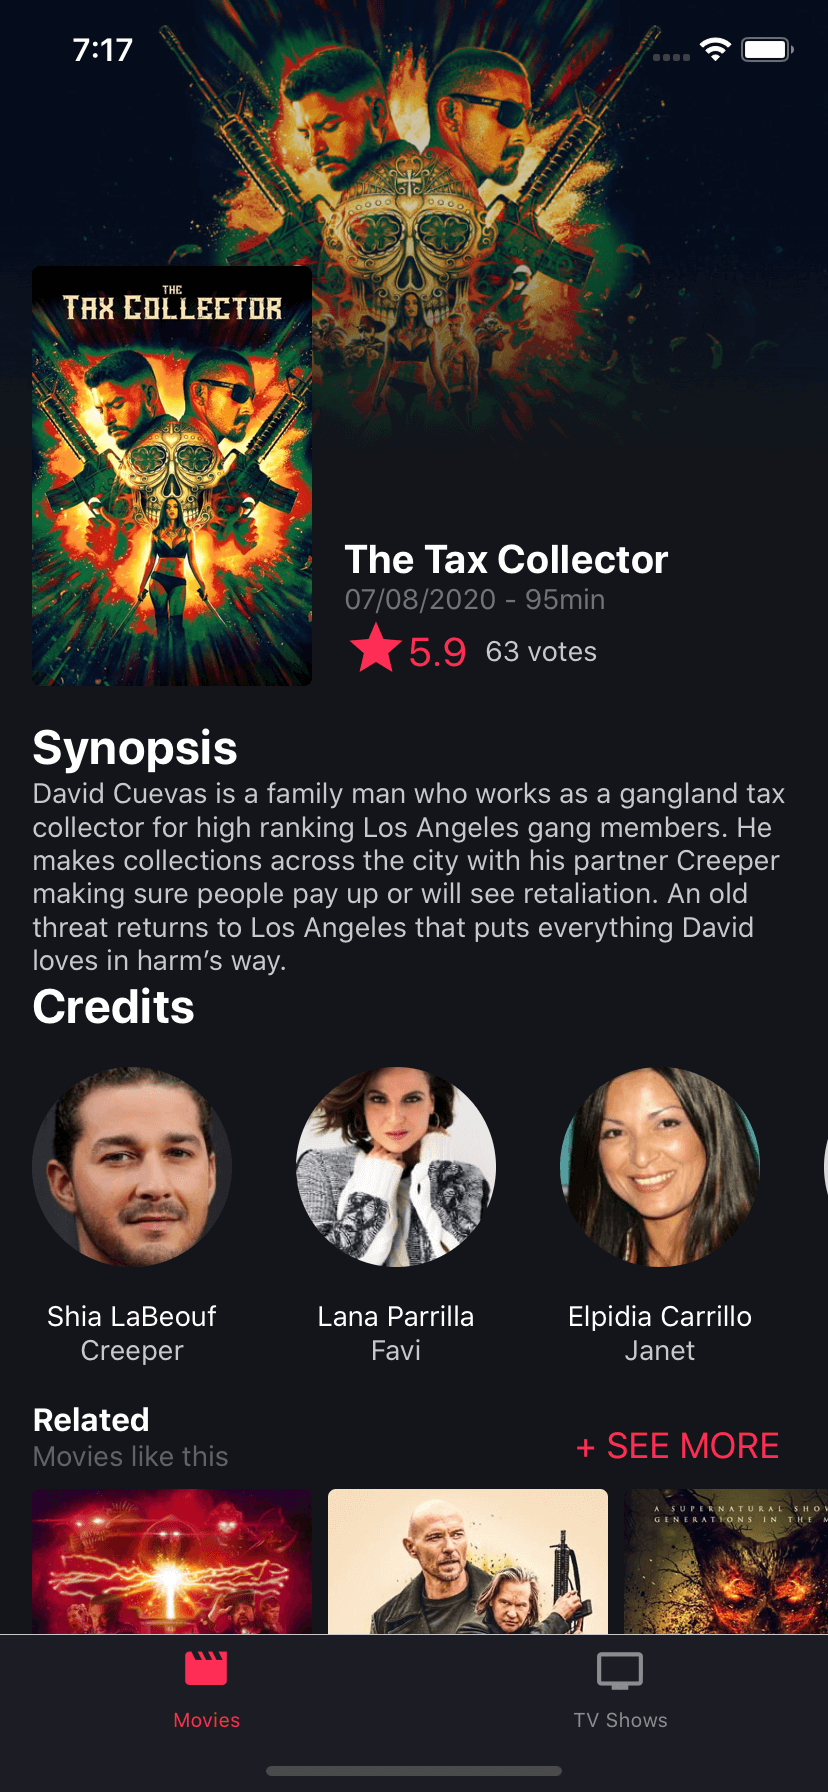 7:17
THE
TAX COLLECTOR
The Tax Collector
07/08/2020 - 95min
5.9 63 votes
Synopsis
David Cuevas is a family man who works as a gangland tax
collector for high ranking Los Angeles gang members. He
makes collections across the city with his partner Creeper
making sure people pay up or will see retaliation. An old
threat returns to Los Angeles that puts everything David
loves in harm’s way.
Credits
Shia LaBeouf
Creeper
Lana Parrilla
Favi
Elpidia Carrillo
Janet
Related
Movies like this
+ SEE MORE
A SUPERNATURAL
GENERATIONS IN THE
Movies
TV Shows